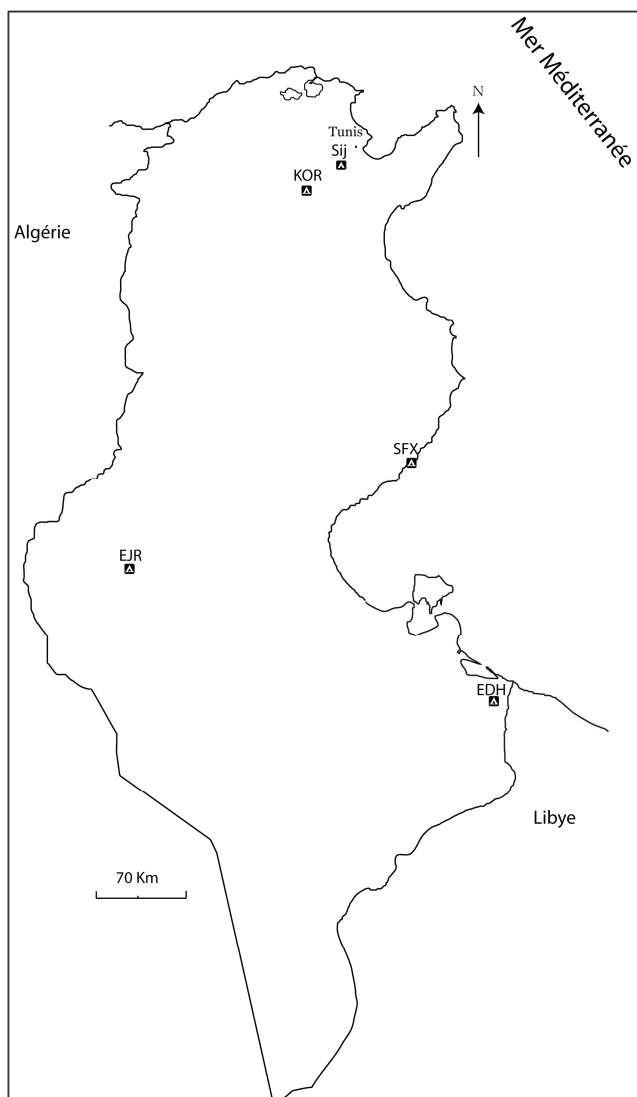 Mer Méditerranée
N
Tunis
Sij
KOR
Algérie
SFX
EJR
EDH
Libye
70 Km